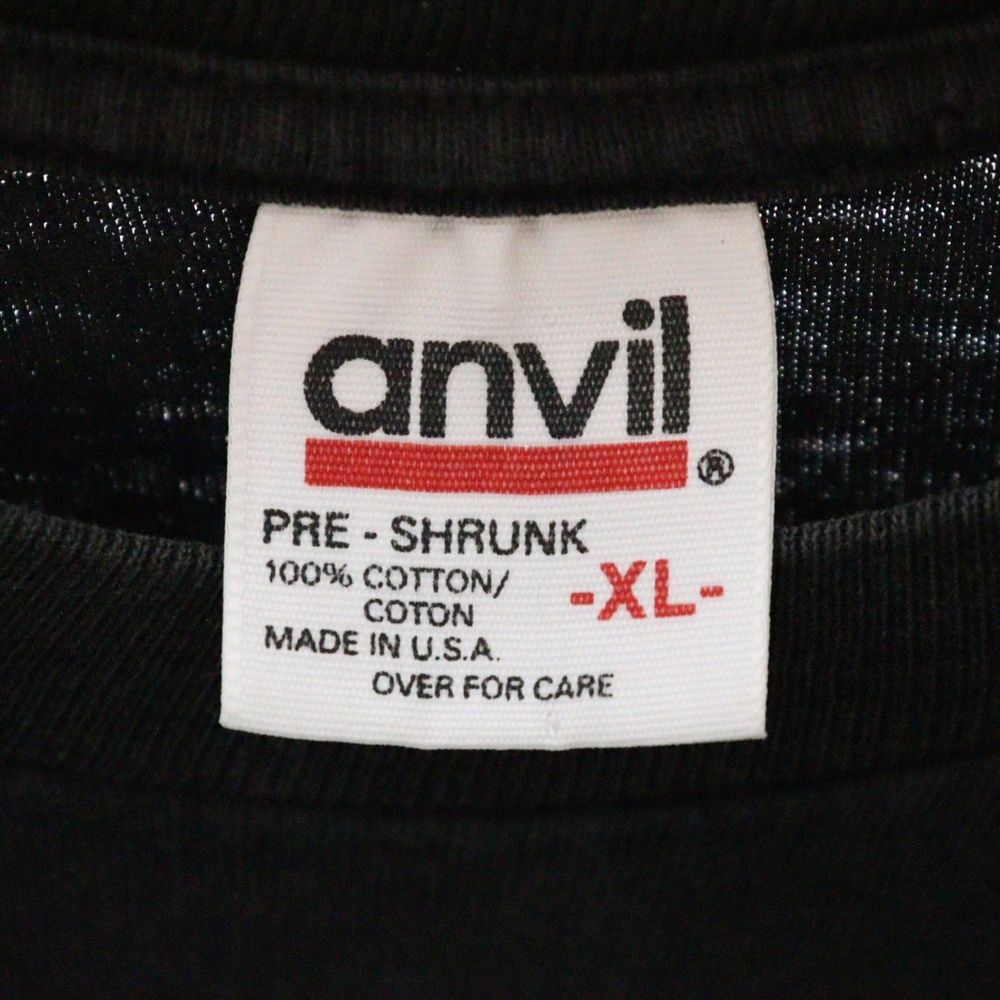 anvil®
PRE - SHRUNK
100% COTTON/
COTON
-XL-
MADE IN U.S.A.
OVER FOR CARE